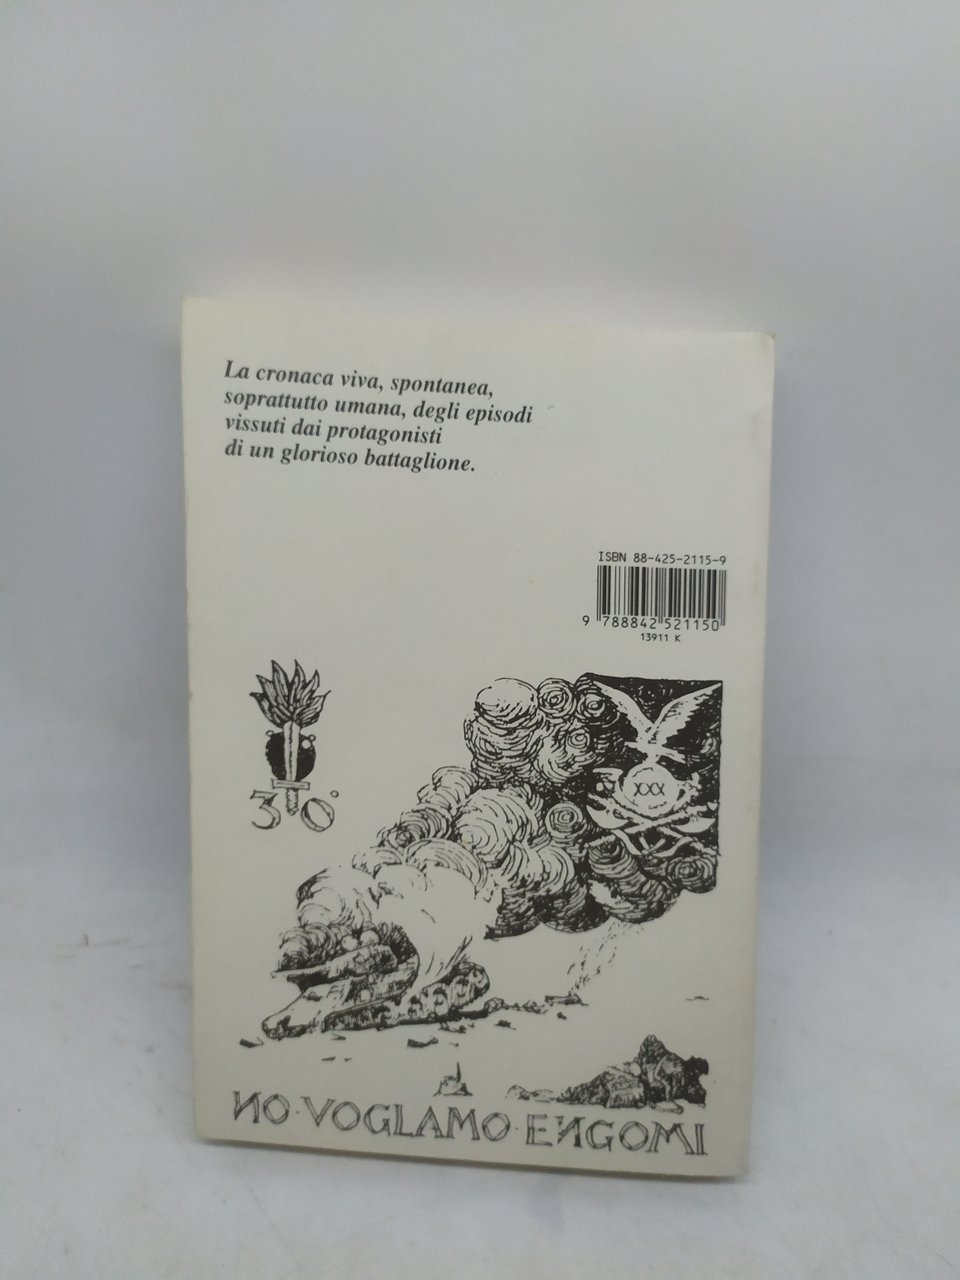 La cronaca viva, spontanea,
soprattutto umana, degli episodi
vissuti dai protagonisti
di un glorioso battaglione.
ISBN 88-425-2115-9
9 788842 521150
13911 K
30°
XXX
NO·VOGLAMO·ENGOMI